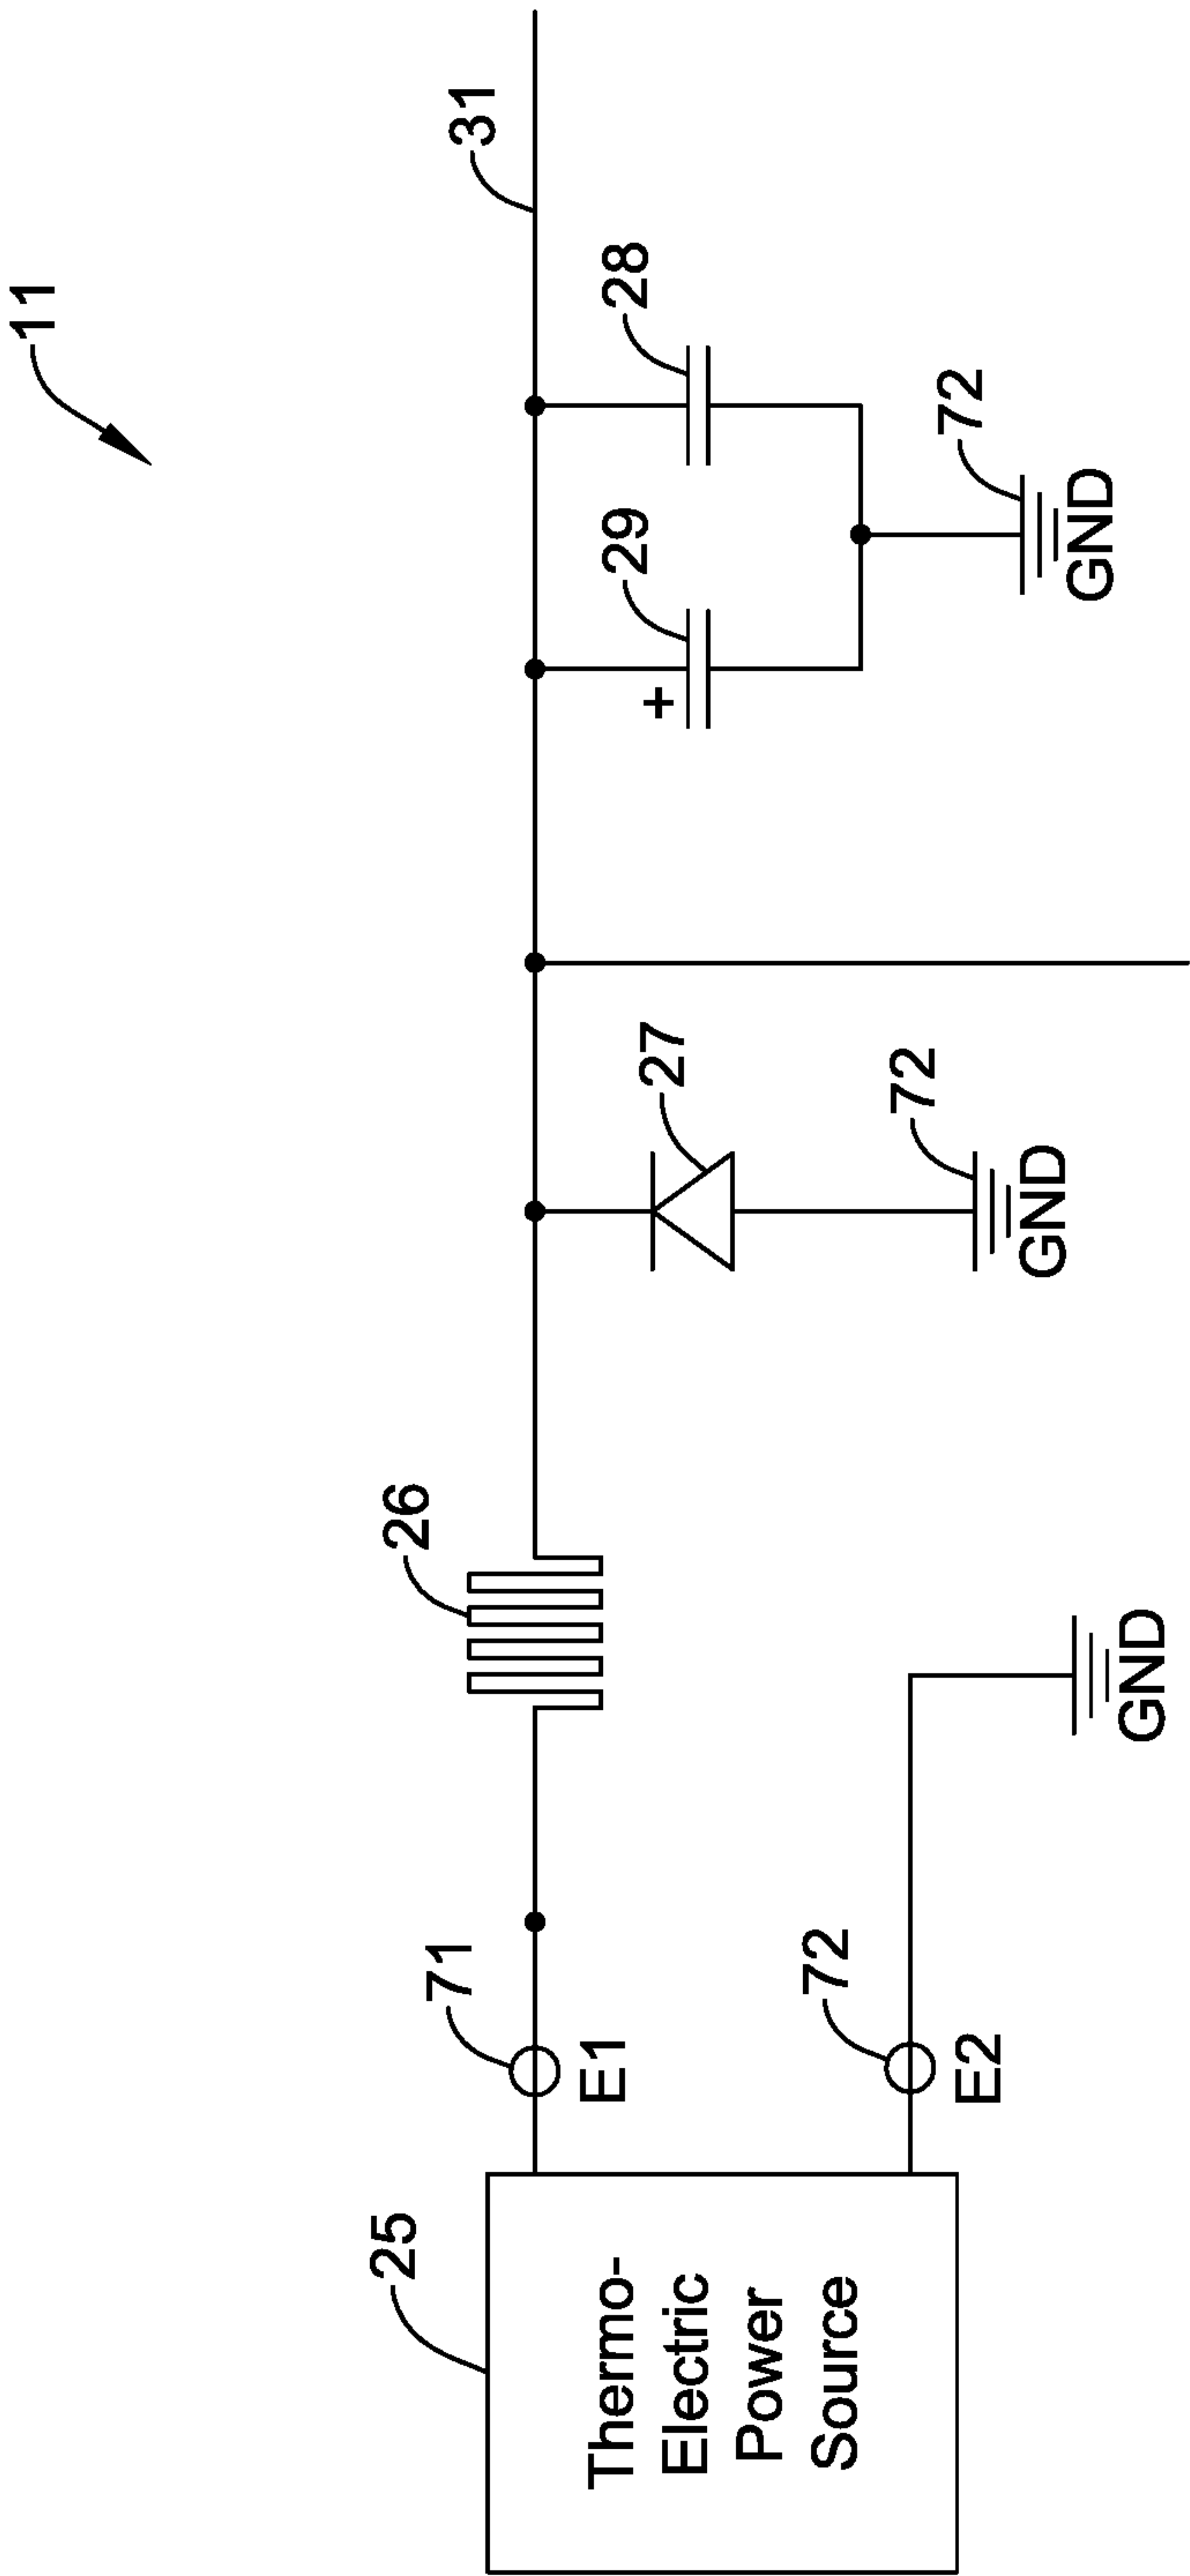 11
31
28
29
72
GND
27
72
GND
26
71
E1
72
E2
GND
25
Thermo-
Electric
Power
Source